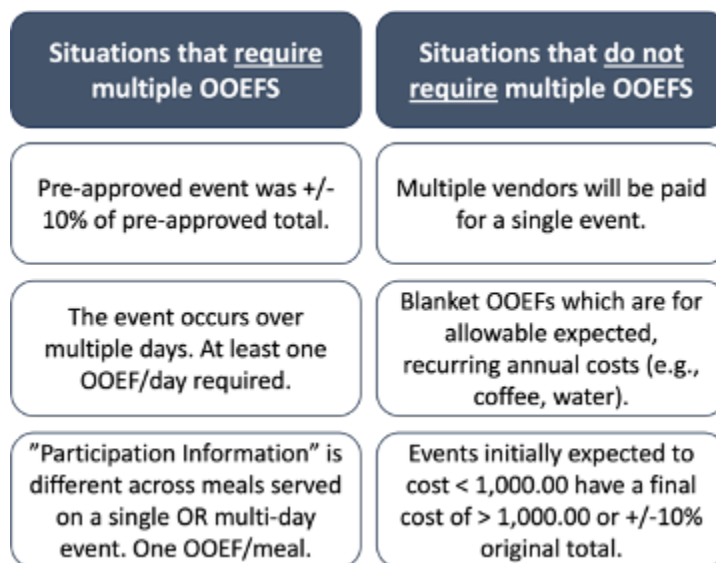 Situations that require
multiple OOEFS
Situations that do not
require multiple OOEFS
Pre-approved event was +/-
10% of pre-approved total.
Multiple vendors will be paid
for a single event.
The event occurs over
multiple days. At least one
OOEF/day required.
Blanket OOEFs which are for
allowable expected,
recurring annual costs (e.g.,
coffee, water).
”Participation Information” is
different across meals served
on a single OR multi-day
event. One OOEF/meal.
Events initially expected to
cost < 1,000.00 have a final
cost of > 1,000.00 or +/-10%
original total.